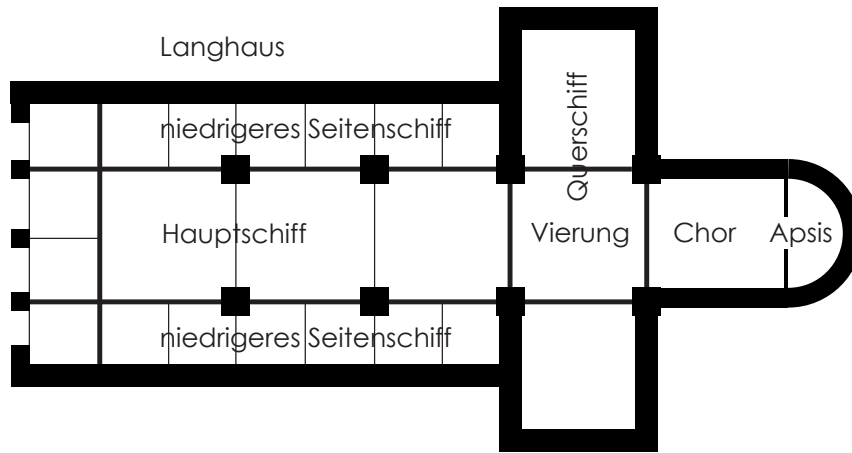 Langhaus
niedrigeres Seitenschiff
Querschiff
Hauptschiff
Vierung
Chor
Apsis
niedrigeres Seitenschiff